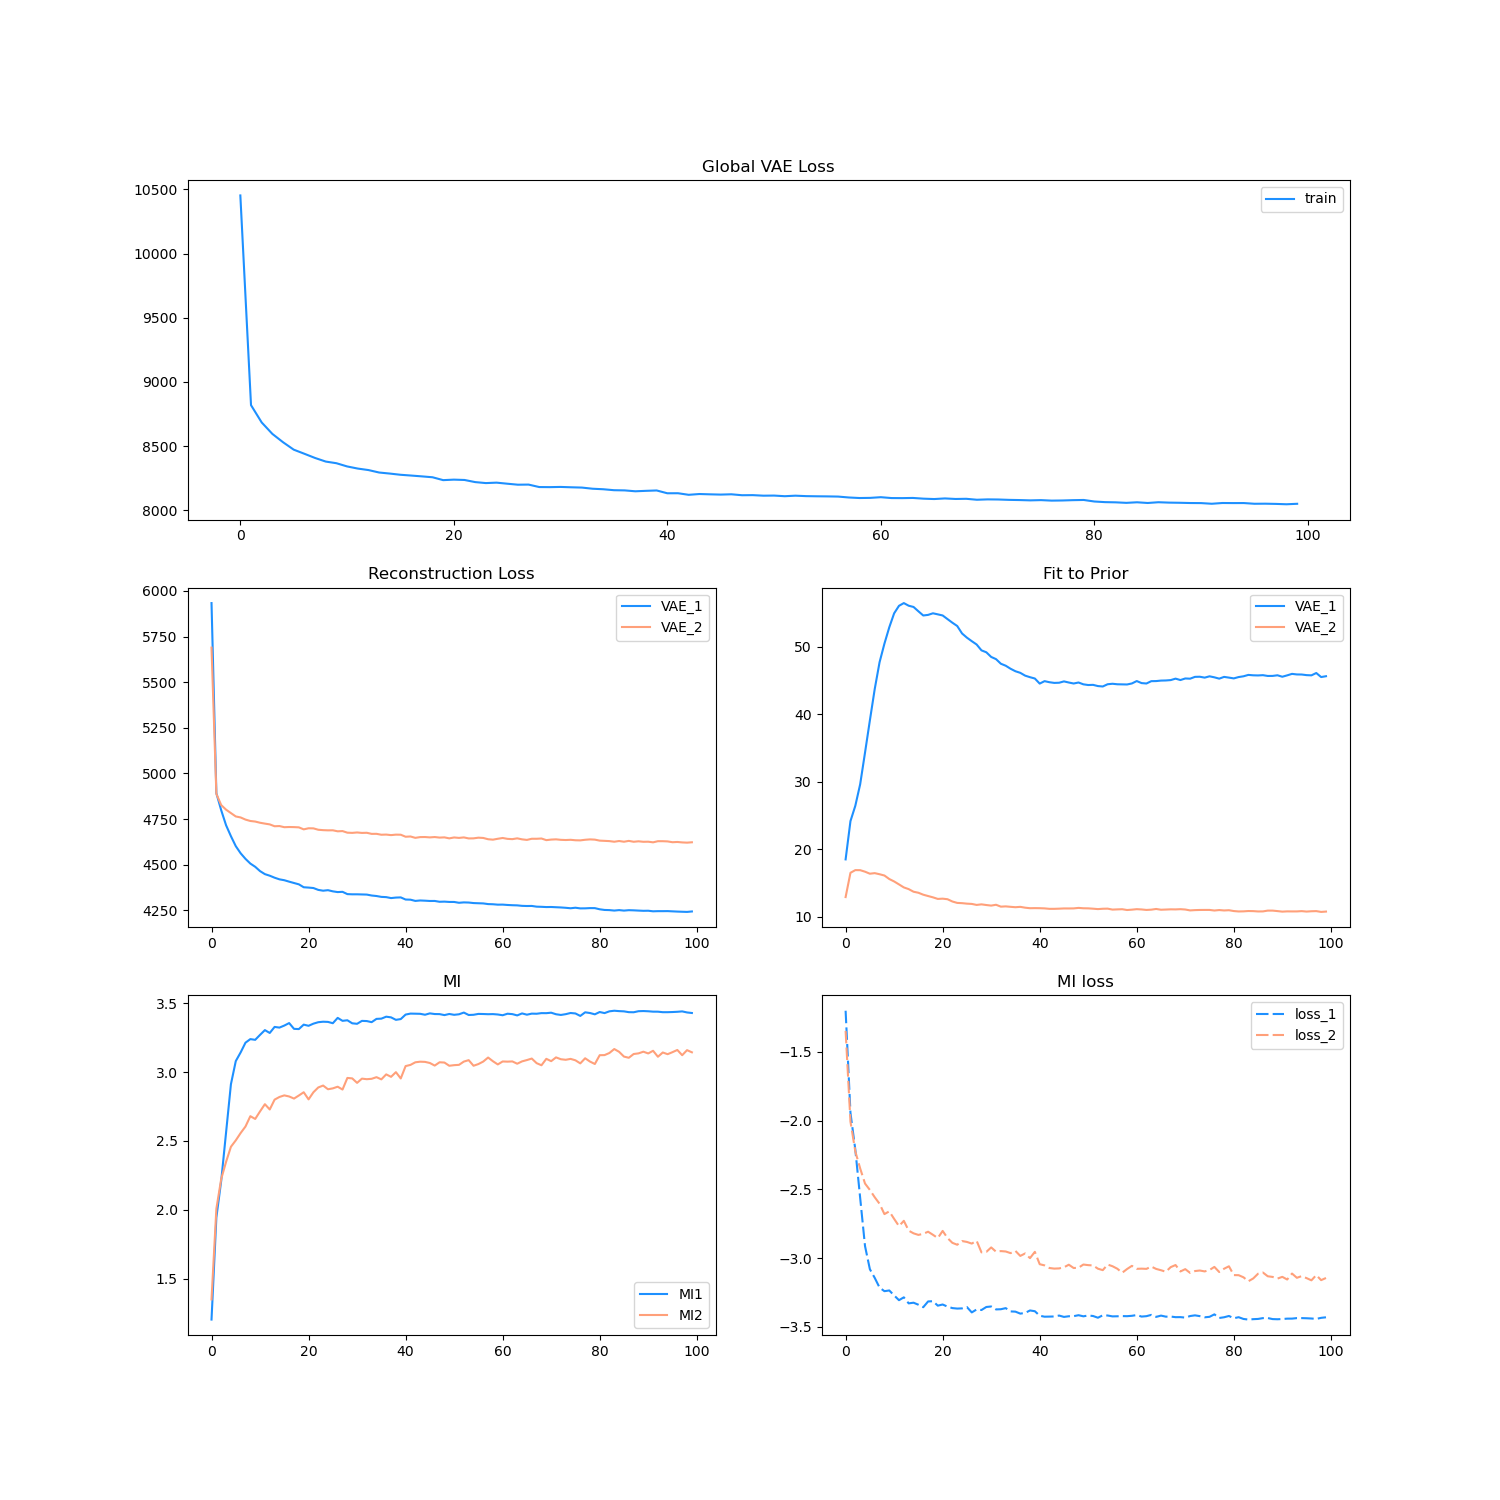 Global VAE Loss
10500
10000
9500
9000
8500
8000
train
0 20 40 60 80 100
Reconstruction Loss
6000
5750
5500
5250
5000
4750
4500
4250
VAE_1
VAE_2
0 20 40 60 80 100
Fit to Prior
50
40
30
20
10
VAE_1
VAE_2
0 20 40 60 80 100
MI
3.5
3.0
2.5
2.0
1.5
MI1
MI2
0 20 40 60 80 100
MI loss
−1.5
−2.0
−2.5
−3.0
−3.5
loss_1
loss_2
0 20 40 60 80 100